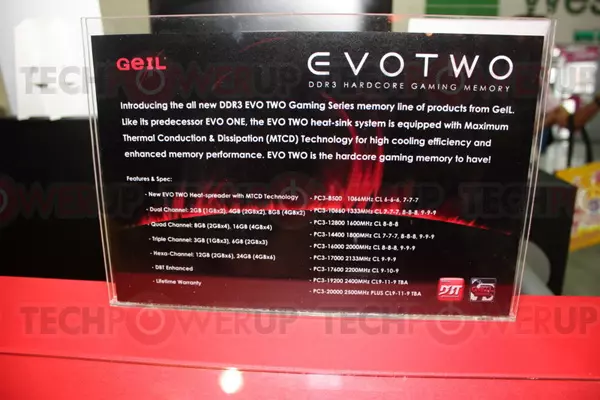 GeIL
EVOTWO
DDR3 HARDCORE GAMING MEMORY
Introducing the all new DDR3 EVO TWO Gaming Series memory line of products from GeIL.
Like its predecessor EVO ONE, the EVO TWO heat-sink system is equipped with Maximum
Thermal Conduction & Dissipation (MTCD) Technology for high cooling efficiency and
enhanced memory performance. EVO TWO is the hardcore gaming memory to have!
Features & Spec:
- New EVO TWO Heat-spreader with MTCD Technology
- Dual Channel: 2GB (1GBx2), 4GB (2GBx2), 8GB (4GBx2)
- Quad Channel: 8GB (2GBx4), 16GB (4GBx4)
- Triple Channel: 3GB (1GBx3), 6GB (2GBx3)
- Hexa-Channel: 12GB (2GBx6), 24GB (4GBx6)
- DBT Enhanced
- Lifetime Warranty
- PC3-8500 1066MHz CL 6-6-6, 7-7-7
- PC3-10660 1333MHz CL 7-7-7, 8-8-8, 9-9-9
- PC3-12800 1600MHz CL 8-8-8
- PC3-14400 1800MHz CL 7-7-7, 8-8-8, 9-9-9
- PC3-16000 2000MHz CL 8-8-8, 9-9-9
- PC3-17000 2133MHz CL 9-9-9
- PC3-17600 2200MHz CL 9-10-9
- PC3-19200 2400MHz CL9-11-9 TBA
- PC3-20000 2500MHz PLUS CL9-11-9 TBA
DBT
TECHPOWERUP
TECHPOWERUP